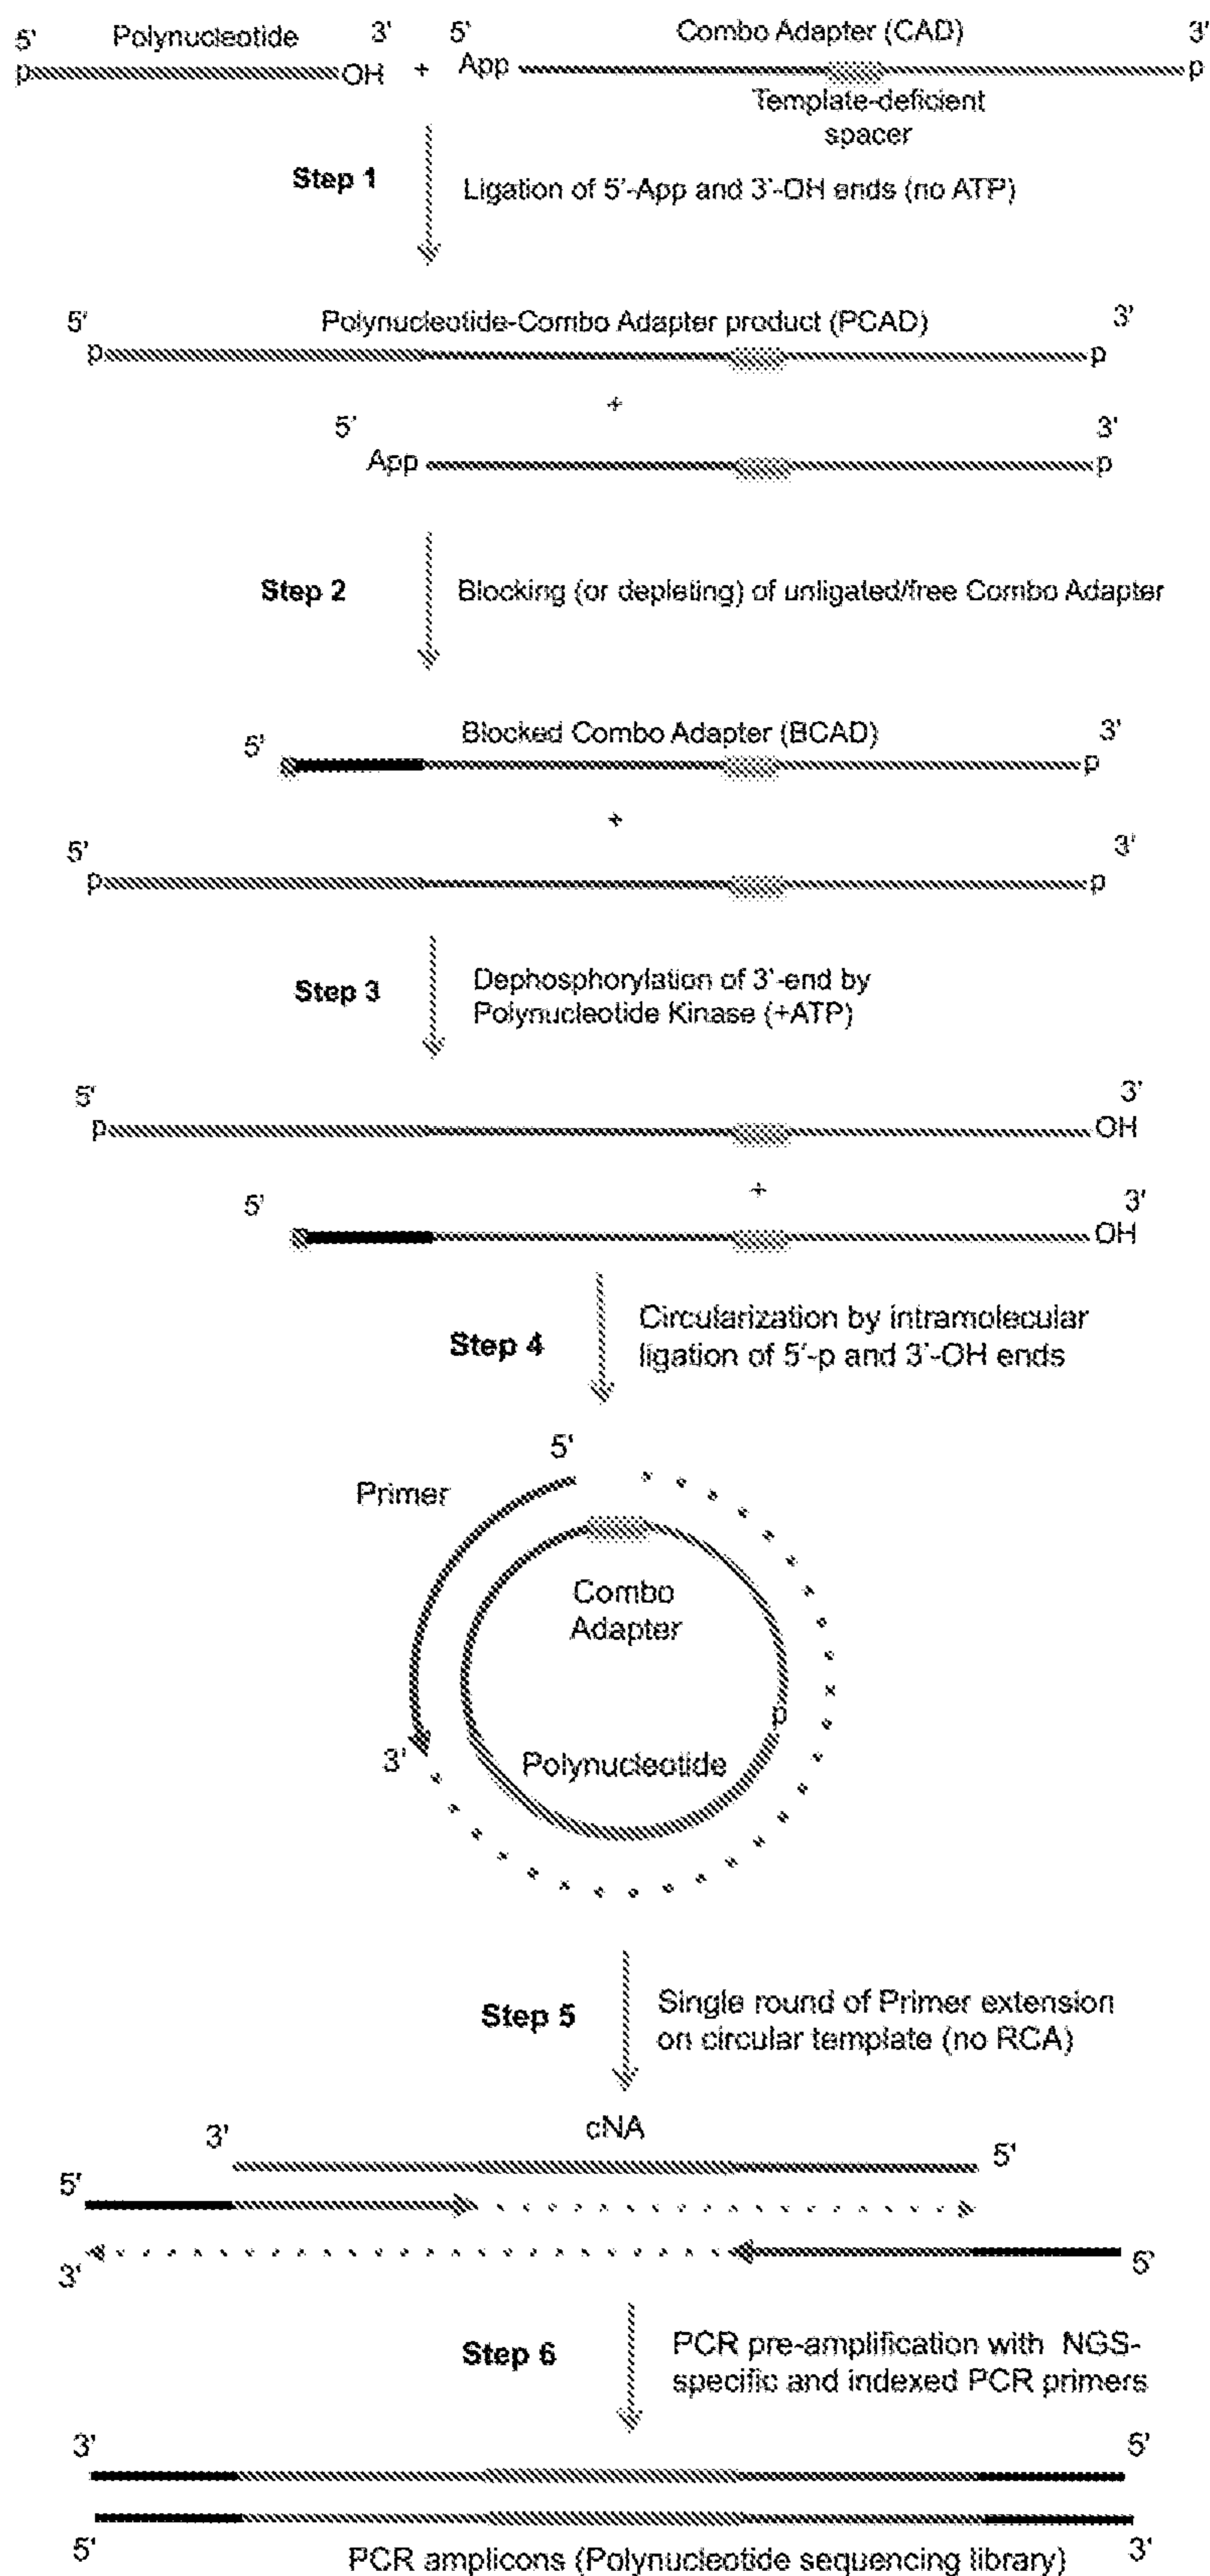 5' Polynucleotide 3' 5' Combo Adapter (CAD) 3'
p OH + App p
Template-deficient
spacer
Step 1 Ligation of 5'-App and 3'-OH ends (no ATP)
5' Polynucleotide-Combo Adapter product (PCAD) 3'
p p
+
5' 3'
App p
Step 2 Blocking (or depleting) of unligated/free Combo Adapter
5' Blocked Combo Adapter (BCAD) 3'
p
+
5' 3'
p p
Step 3 Dephosphorylation of 3'-end by
Polynucleotide Kinase (+ATP)
5' 3'
p OH
+
5' 3'
OH
Step 4 Circularization by intramolecular
ligation of 5'-p and 3'-OH ends
5'
Primer
Combo
Adapter
p
3' Polynucleotide
Step 5 Single round of Primer extension
on circular template (no RCA)
3' cNA 5'
5'
3' 5'
Step 6 PCR pre-amplification with NGS-
specific and indexed PCR primers
3' 5'
5' 3'
PCR amplicons (Polynucleotide sequencing library)